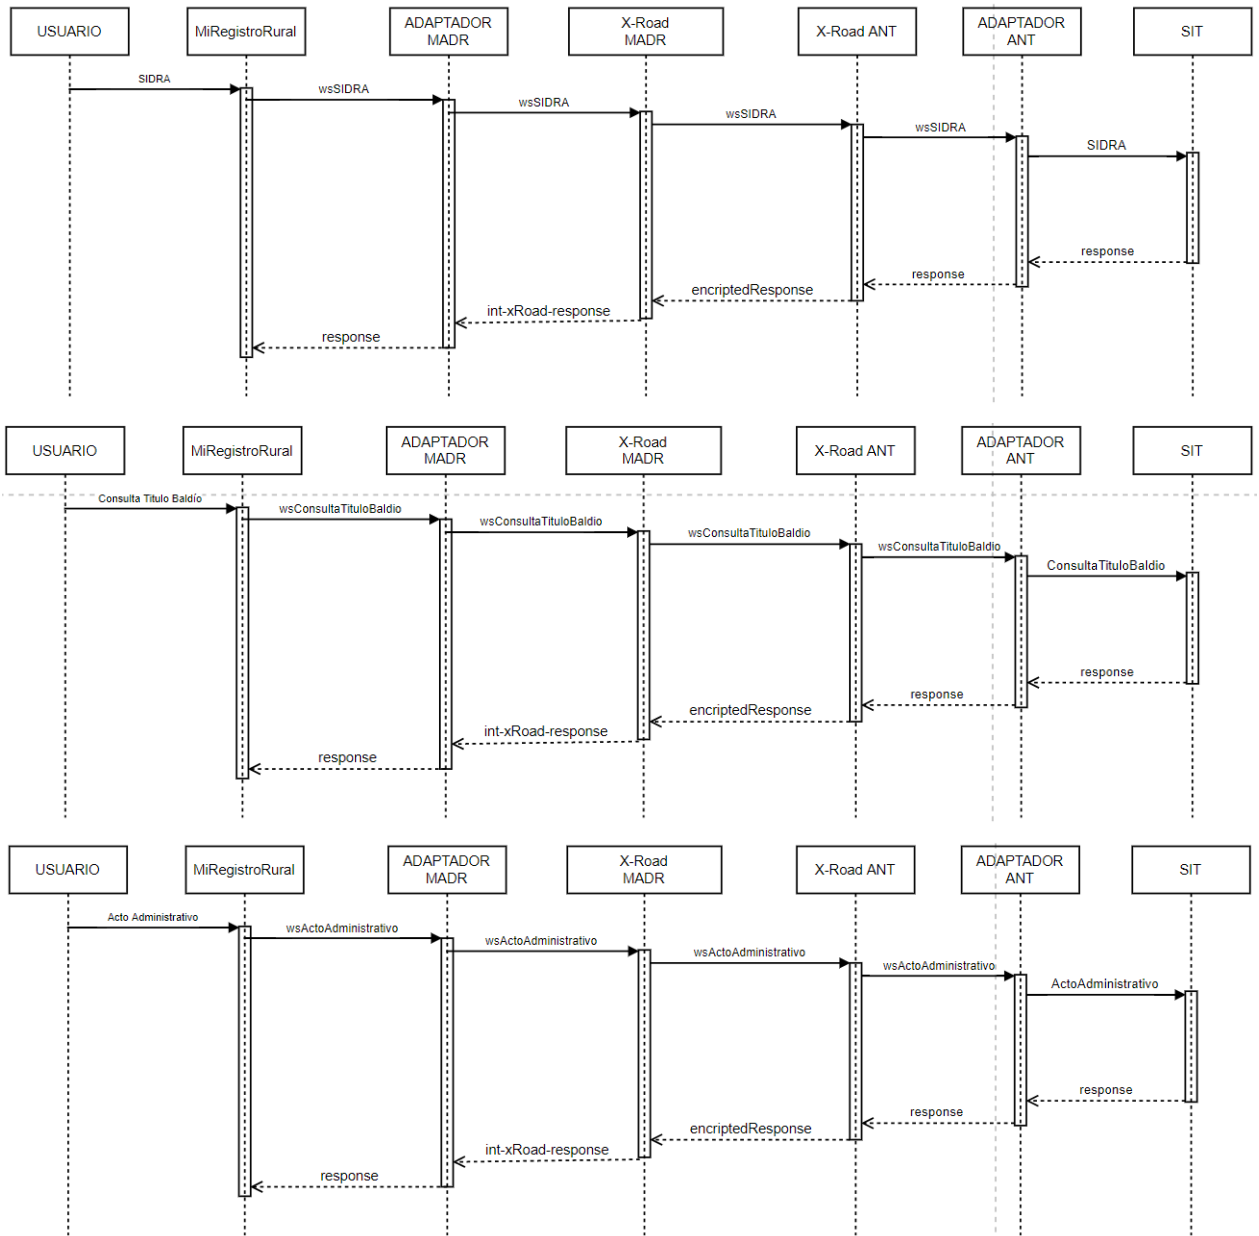 USUARIO
MiRegistroRural
ADAPTADOR
MADR
X-Road
MADR
X-Road ANT
ADAPTADOR
ANT
SIT
SIDRA
wsSIDRA
wsSIDRA
wsSIDRA
wsSIDRA
SIDRA
response
response
encriptedResponse
int-xRoad-response
response
USUARIO
MiRegistroRural
ADAPTADOR
MADR
X-Road
MADR
X-Road ANT
ADAPTADOR
ANT
SIT
Consulta Titulo Baldío
wsConsultaTituloBaldio
wsConsultaTituloBaldio
wsConsultaTituloBaldio
wsConsultaTituloBaldio
ConsultaTituloBaldio
response
response
encriptedResponse
int-xRoad-response
response
USUARIO
MiRegistroRural
ADAPTADOR
MADR
X-Road
MADR
X-Road ANT
ADAPTADOR
ANT
SIT
Acto Administrativo
wsActoAdministrativo
wsActoAdministrativo
wsActoAdministrativo
wsActoAdministrativo
ActoAdministrativo
response
response
encriptedResponse
int-xRoad-response
response